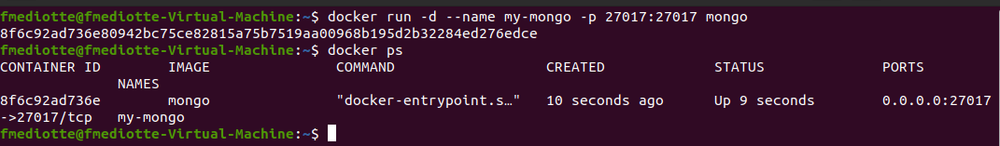 fmediotte@fmediotte-Virtual-Machine:~$ docker run -d --name my-mongo -p 27017:27017 mongo
8f6c92ad736e80942bc75ce82815a75b7519aa00968b195d2b32284ed276edce
fmediotte@fmediotte-Virtual-Machine:~$ docker ps
CONTAINER ID        IMAGE               COMMAND                  CREATED             STATUS              PORTS
              NAMES
8f6c92ad736e        mongo               "docker-entrypoint.s…"   10 seconds ago      Up 9 seconds        0.0.0.0:27017
->27017/tcp   my-mongo
fmediotte@fmediotte-Virtual-Machine:~$